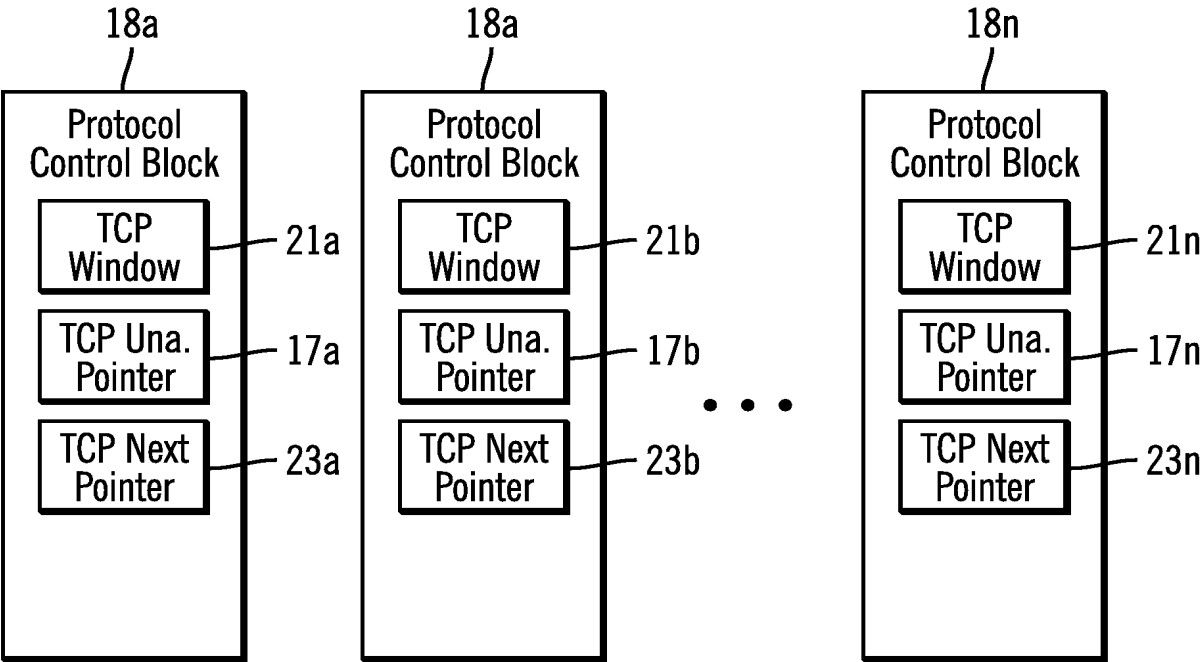 18a
18a
18n
Protocol
Control Block
TCP
Window
21a
TCP Una.
Pointer
17a
TCP Next
Pointer
23a
Protocol
Control Block
TCP
Window
21b
TCP Una.
Pointer
17b
TCP Next
Pointer
23b
Protocol
Control Block
TCP
Window
21n
TCP Una.
Pointer
17n
TCP Next
Pointer
23n